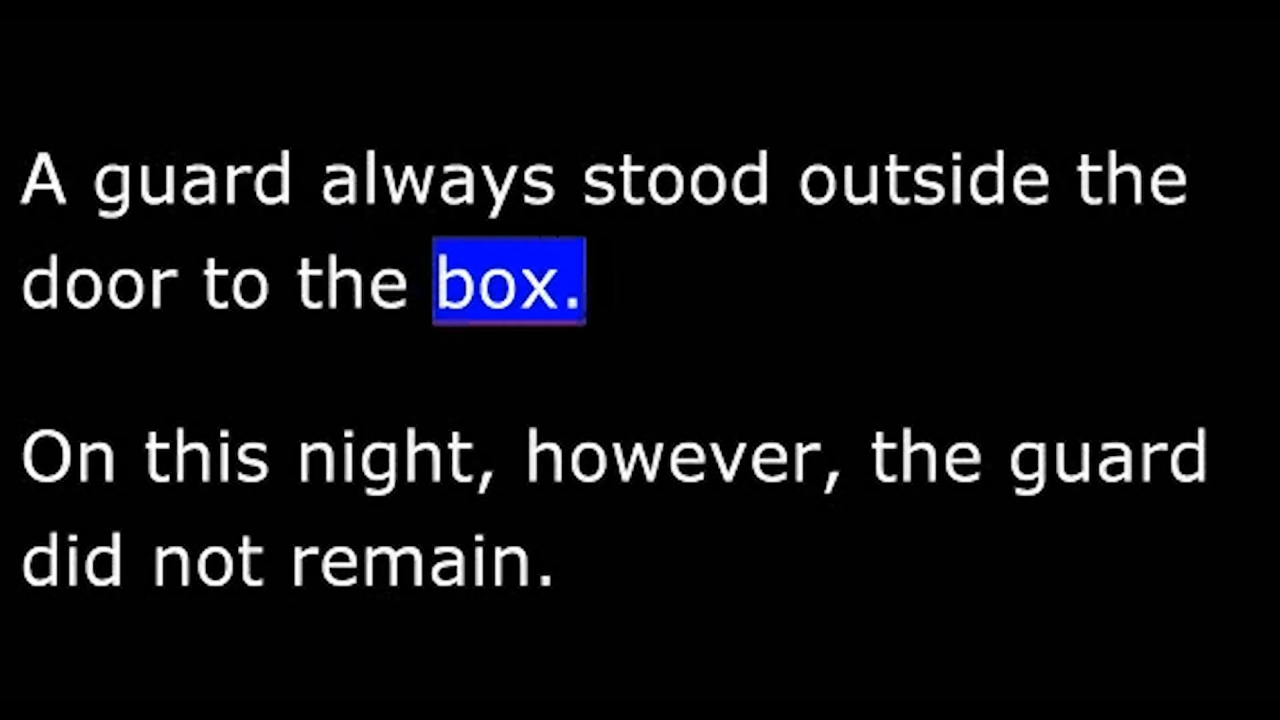 A guard always stood outside the
door to the box.
On this night, however, the guard
did not remain.